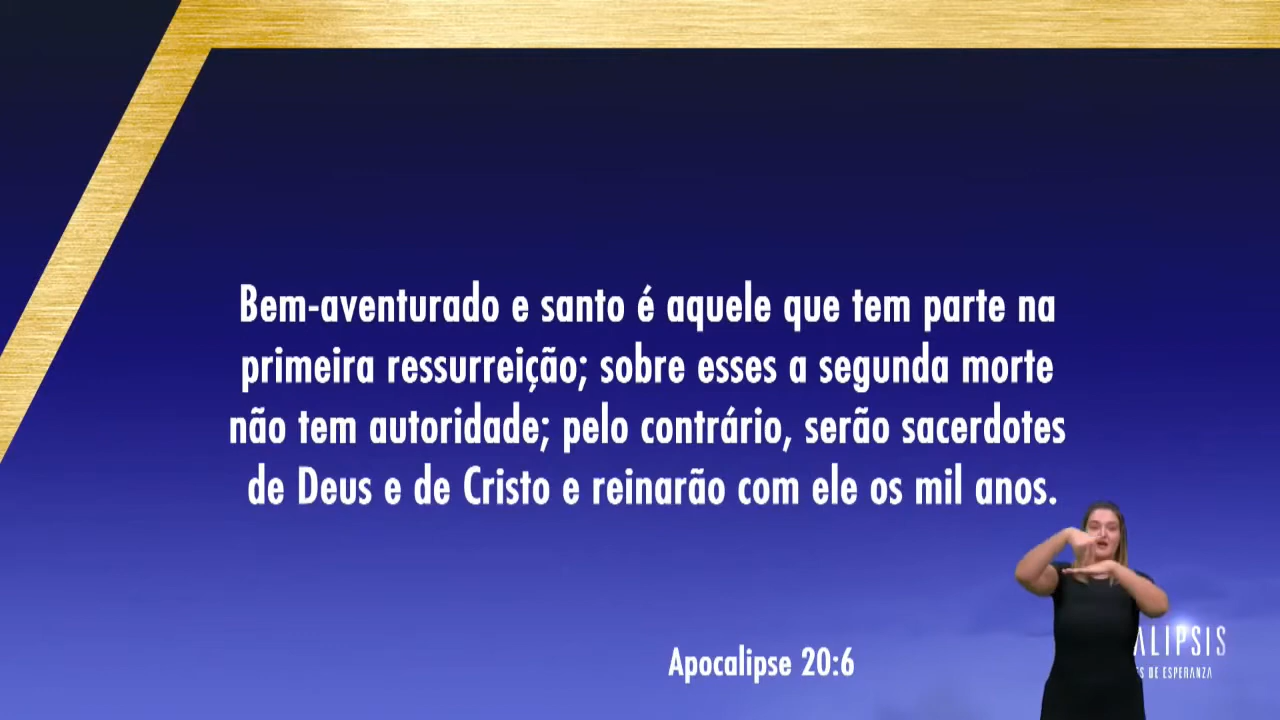 Bem-aventurado e santo é aquele que tem parte na
primeira ressurreição; sobre esses a segunda morte
não tem autoridade; pelo contrário, serão sacerdotes
de Deus e de Cristo e reinarão com ele os mil anos.
Apocalipse 20:6
ALIPSIS
ES DE ESPERANZA